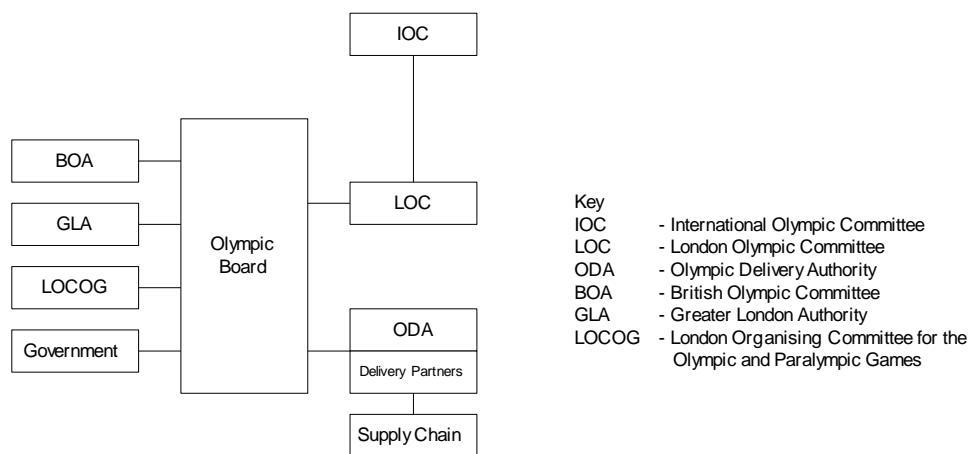 IOC
BOA
GLA
LOCOG
Government
Olympic
Board
LOC
ODA
Delivery Partners
Supply Chain
Key
IOC - International Olympic Committee
LOC - London Olympic Committee
ODA - Olympic Delivery Authority
BOA - British Olympic Committee
GLA - Greater London Authority
LOCOG - London Organising Committee for the
Olympic and Paralympic Games